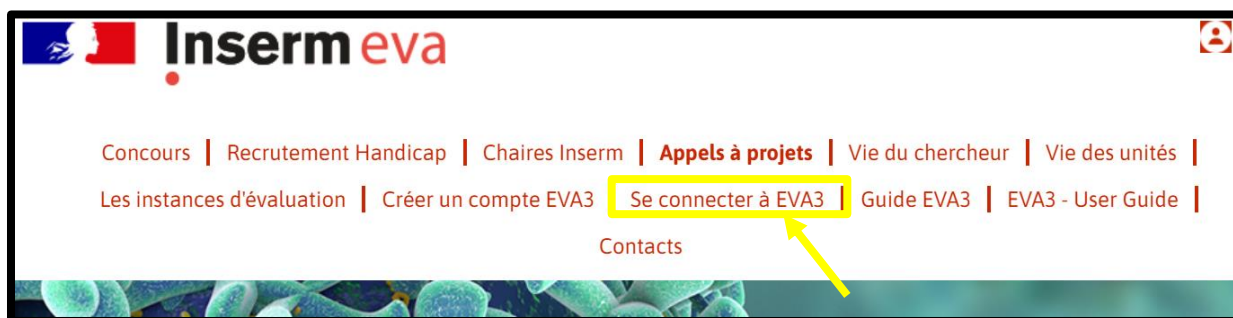 Inserm eva
Concours | Recrutement Handicap | Chaires Inserm | Appels à projets | Vie du chercheur | Vie des unités |
Les instances d'évaluation | Créer un compte EVA3 Se connecter à EVA3 | Guide EVA3 | EVA3 - User Guide |
Contacts